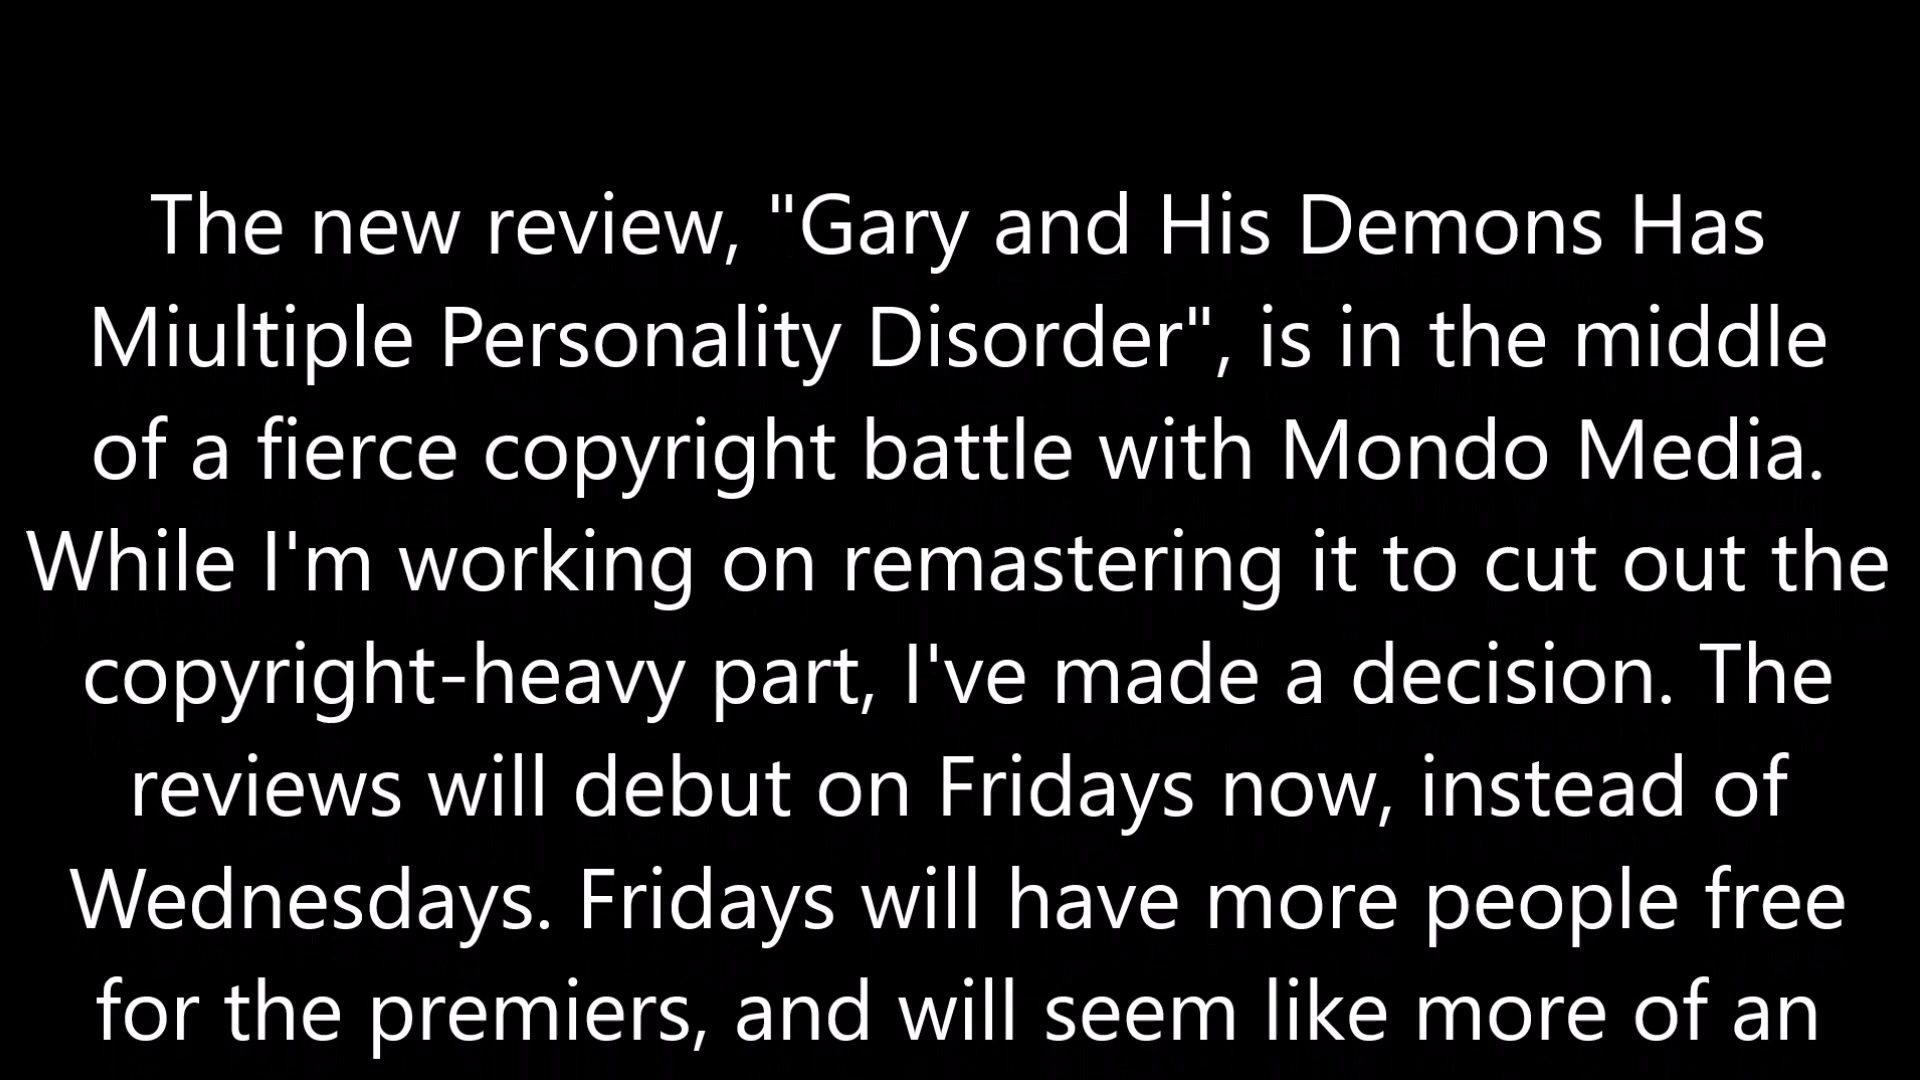 The new review, "Gary and His Demons Has
Miultiple Personality Disorder", is in the middle
of a fierce copyright battle with Mondo Media.
While I'm working on remastering it to cut out the
copyright-heavy part, I've made a decision. The
reviews will debut on Fridays now, instead of
Wednesdays. Fridays will have more people free
for the premiers, and will seem like more of an